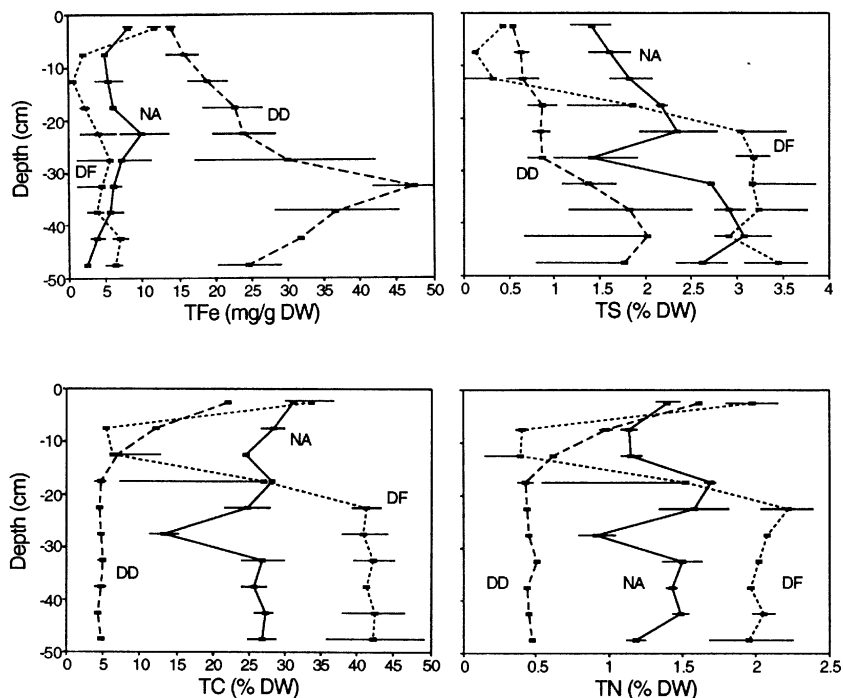 0
-10
-20
-30
-40
-50
Depth (cm)
NA
DD
DF
0 5 10 15 20 25 30 35 40 45 50
TFe (mg/g DW)
NA
DF
DD
0 0.5 1 1.5 2 2.5 3 3.5 4
TS (% DW)
0
-10
-20
-30
-40
-50
Depth (cm)
NA
DF
DD
0 5 10 15 20 25 30 35 40 45 50
TC (% DW)
DD
NA
DF
0 0.5 1 1.5 2 2.5
TN (% DW)